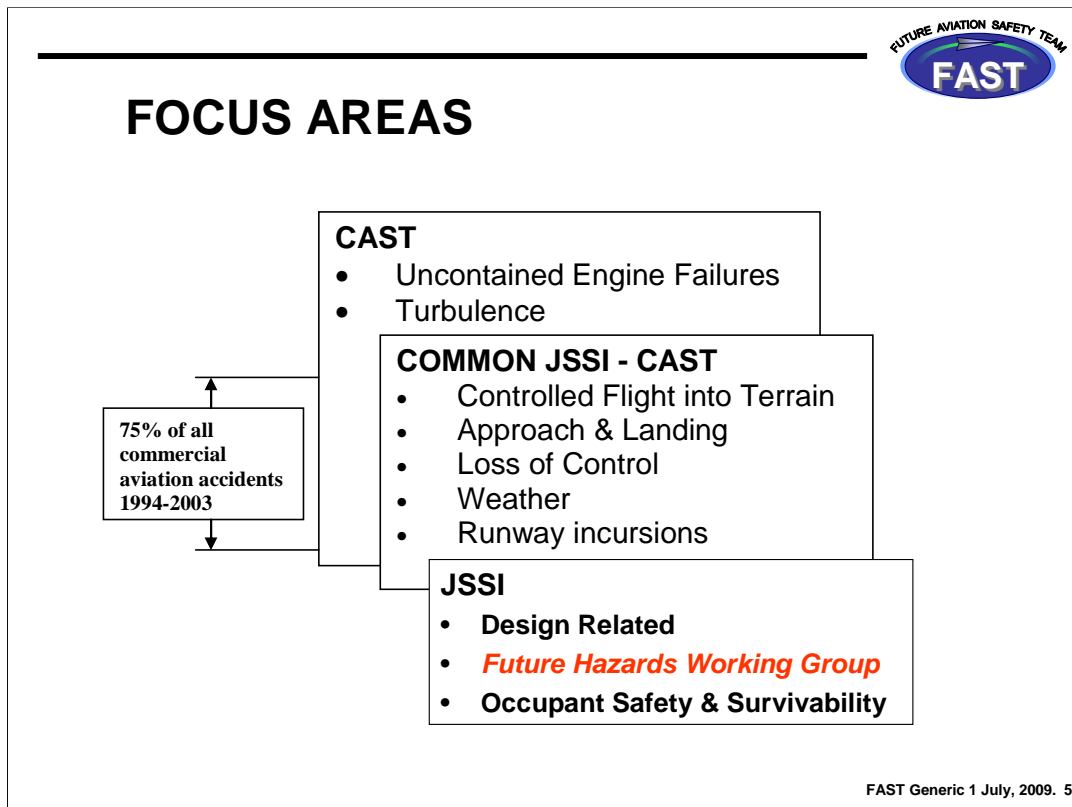 FUTURE AVIATION SAFETY TEAM
FAST
FOCUS AREAS
CAST
• Uncontained Engine Failures
• Turbulence
COMMON JSSI - CAST
• Controlled Flight into Terrain
• Approach & Landing
• Loss of Control
• Weather
• Runway incursions
75% of all
commercial
aviation accidents
1994-2003
JSSI
• Design Related
• Future Hazards Working Group
• Occupant Safety & Survivability
FAST Generic 1 July, 2009. 5